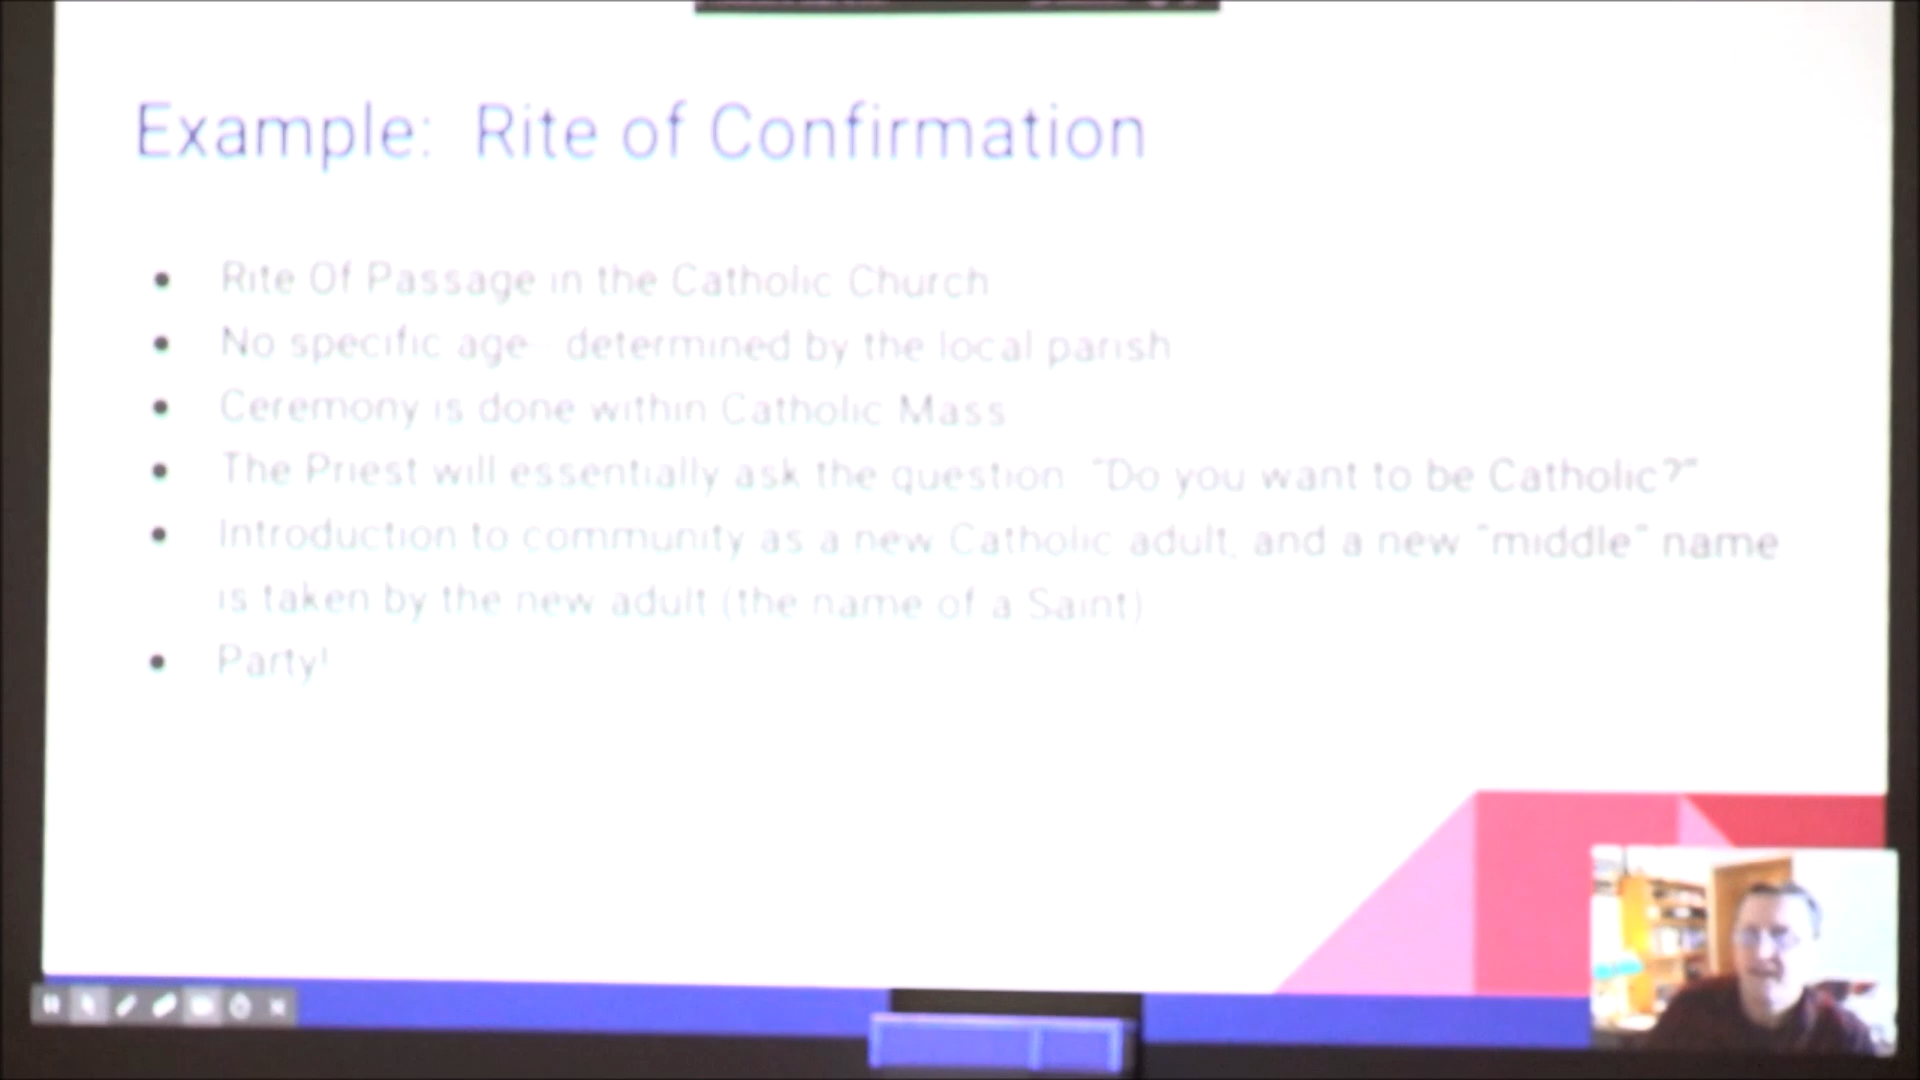 Example: Rite of Confirmation
Rite Of Passage in the Catholic Church
No specific age- determined by the local parish
Ceremony is done within Catholic Mass
The Priest will essentially ask the question "Do you want to be Catholic?"
Introduction to community as a new Catholic adult, and a new "middle" name
is taken by the new adult (the name of a Saint)
Party!